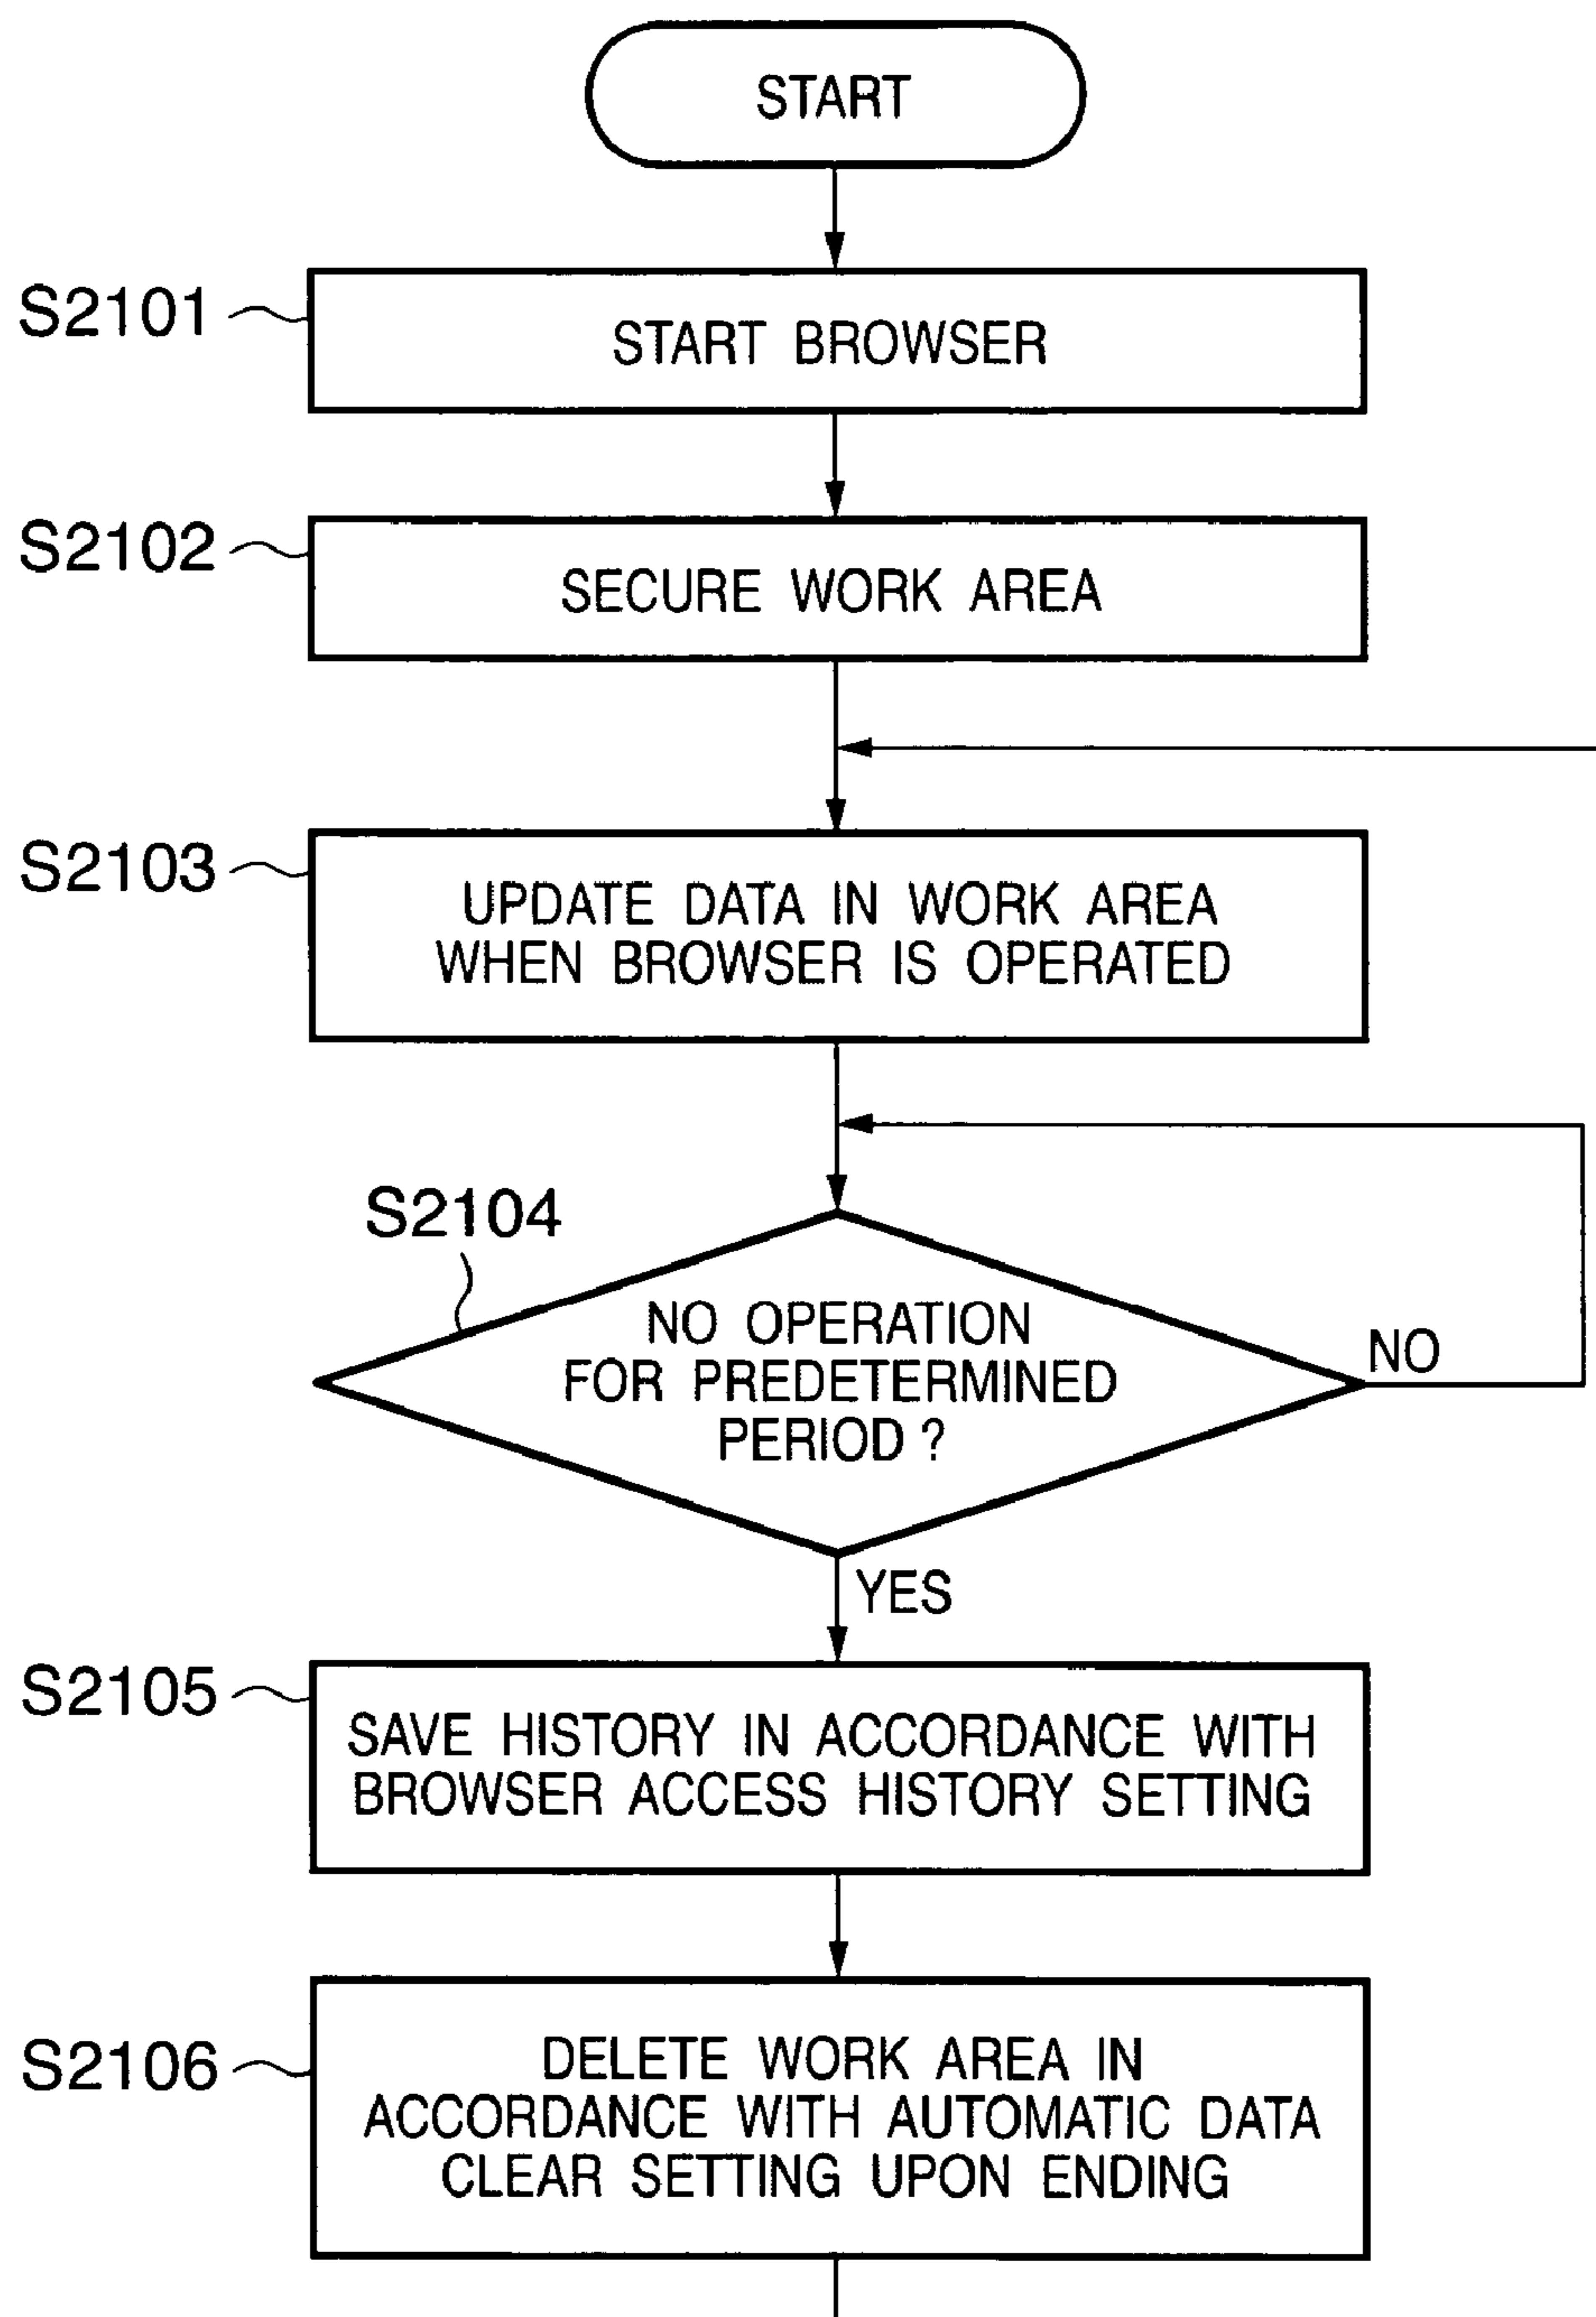 START
S2101
START BROWSER
S2102
SECURE WORK AREA
S2103
UPDATE DATA IN WORK AREA
WHEN BROWSER IS OPERATED
S2104
NO OPERATION
FOR PREDETERMINED
PERIOD ?
NO
YES
S2105
SAVE HISTORY IN ACCORDANCE WITH
BROWSER ACCESS HISTORY SETTING
S2106
DELETE WORK AREA IN
ACCORDANCE WITH AUTOMATIC DATA
CLEAR SETTING UPON ENDING